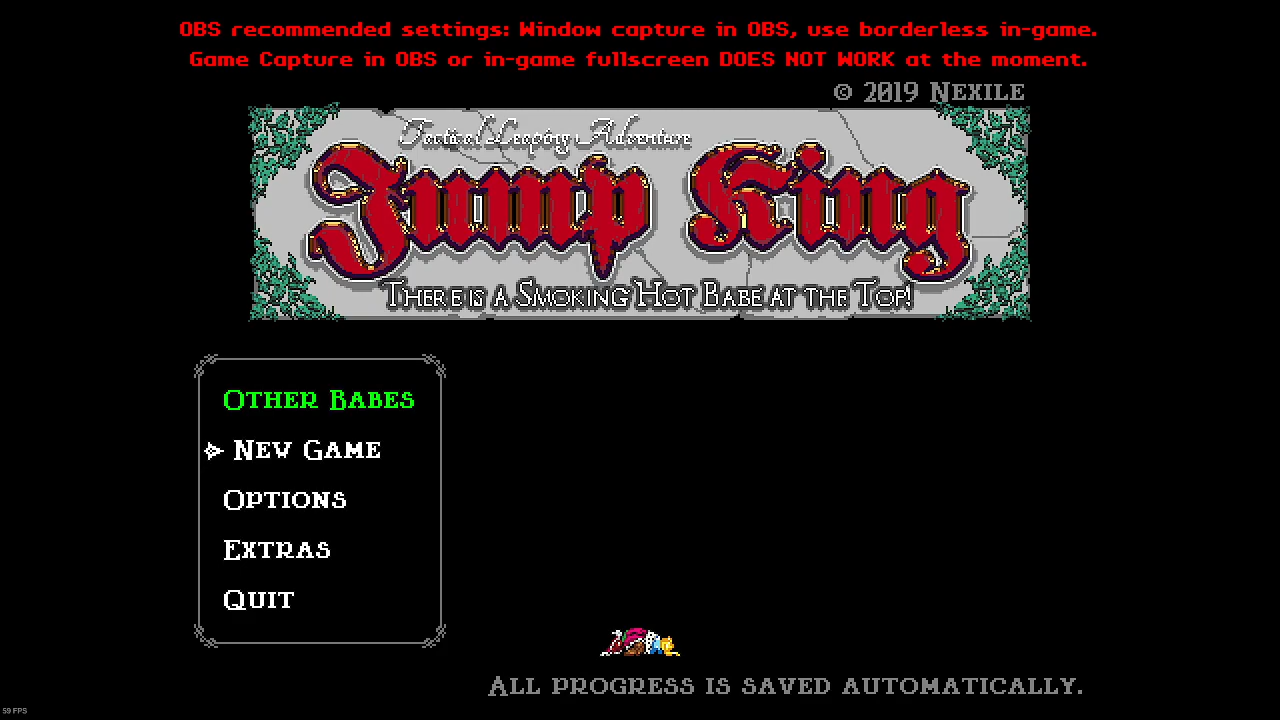 OBS recommended settings: Window capture in OBS, use borderless in-game.
Game Capture in OBS or in-game fullscreen DOES NOT WORK at the moment.
© 2019 Nexile
Tactical Leaping Adventure
Jump King
There is a Smoking Hot Babe at the Top!
Other Babes
New Game
Options
Extras
Quit
All progress is saved automatically.
59 FPS